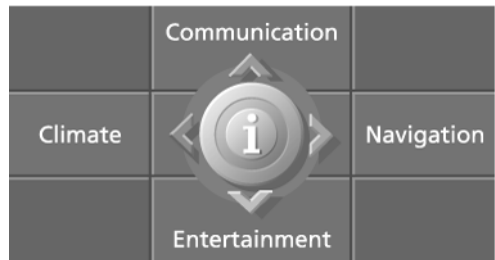 Communication
Climate
i
Navigation
Entertainment